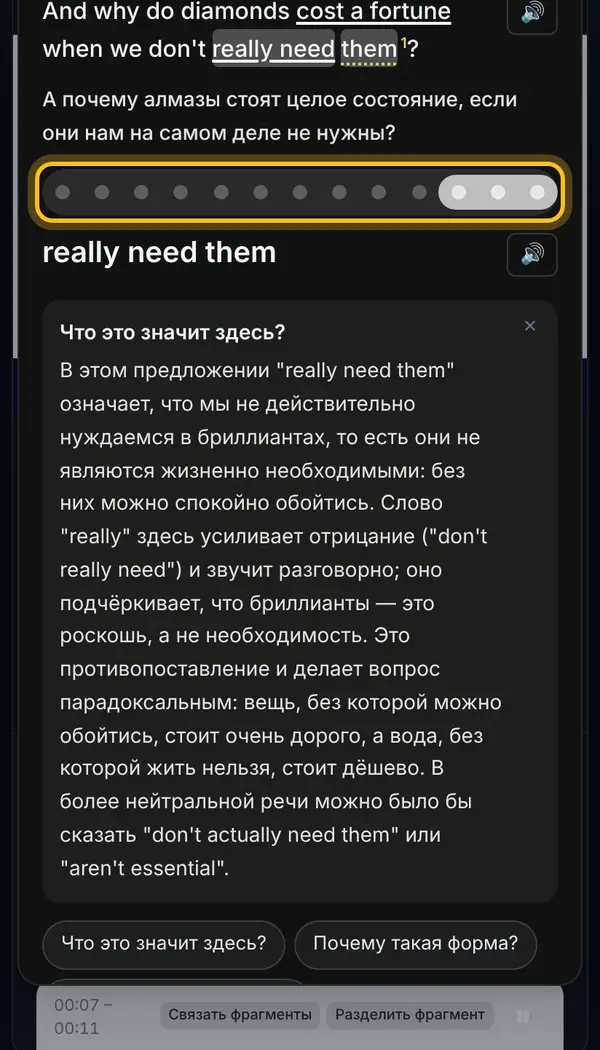 And why do diamonds cost a fortune
when we don't really need them¹?
А почему алмазы стоят целое состояние, если
они нам на самом деле не нужны?
really need them
Что это значит здесь?
В этом предложении "really need them"
означает, что мы не действительно
нуждаемся в бриллиантах, то есть они не
являются жизненно необходимыми: без
них можно спокойно обойтись. Слово
"really" здесь усиливает отрицание ("don't
really need") и звучит разговорно; оно
подчёркивает, что бриллианты — это
роскошь, а не необходимость. Это
противопоставление и делает вопрос
парадоксальным: вещь, без которой можно
обойтись, стоит очень дорого, а вода, без
которой жить нельзя, стоит дёшево. В
более нейтральной речи можно было бы
сказать "don't actually need them" или
"aren't essential".
Что это значит здесь? Почему такая форма?
00:07 –
00:11
Связать фрагменты Разделить фрагмент